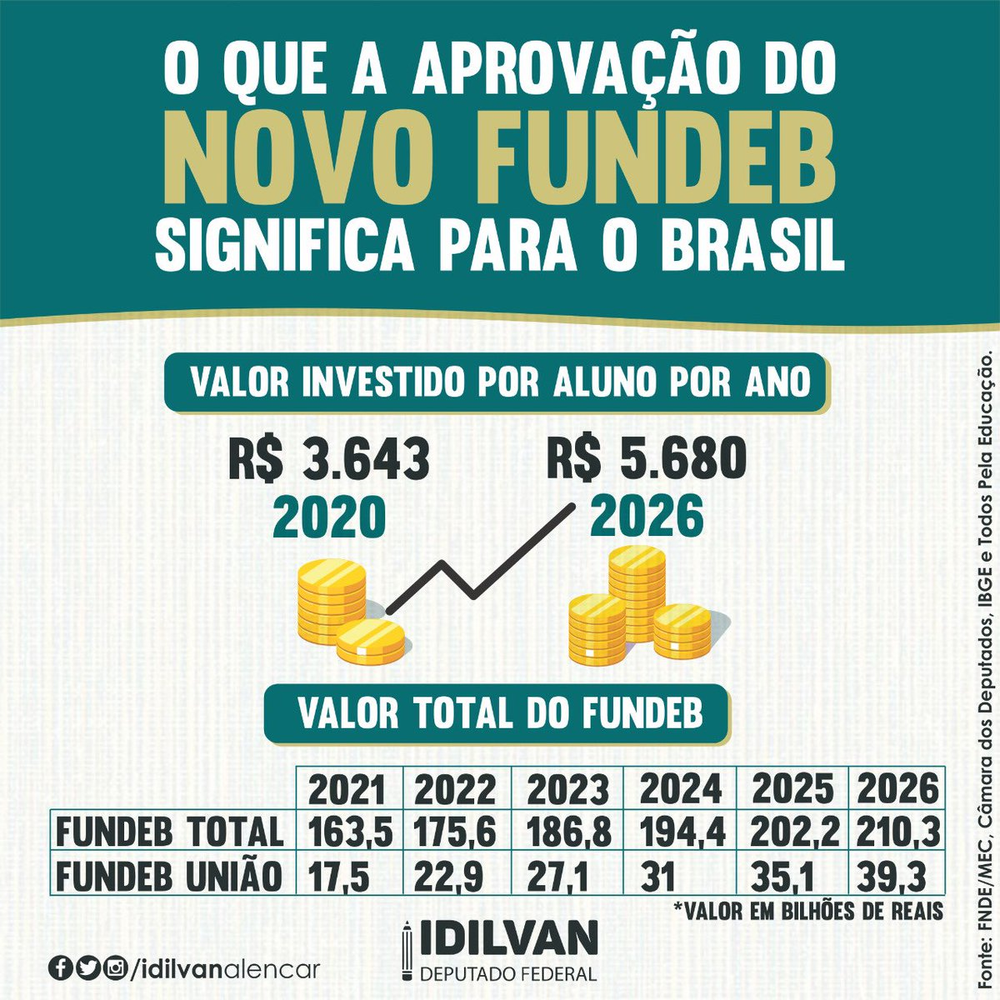 O QUE A APROVAÇÃO DO
NOVO FUNDEB
SIGNIFICA PARA O BRASIL
VALOR INVESTIDO POR ALUNO POR ANO
R$ 3.643 R$ 5.680
2020 2026
VALOR TOTAL DO FUNDEB
2021 2022 2023 2024 2025 2026
FUNDEB TOTAL 163,5 175,6 186,8 194,4 202,2 210,3
FUNDEB UNIÃO 17,5 22,9 27,1 31 35,1 39,3
*VALOR EM BILHÕES DE REAIS
/idilvanalencar
IDILVAN
DEPUTADO FEDERAL
Fonte: FNDE/MEC, Câmara dos Deputados, IBGE e Todos Pela Educação.